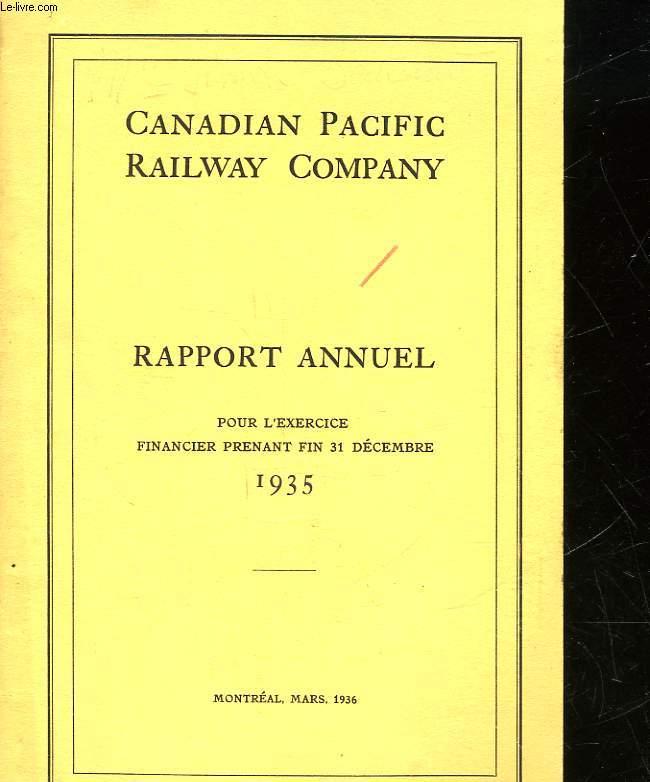 Le-livre.com
CANADIAN PACIFIC
RAILWAY COMPANY
RAPPORT ANNUEL
POUR L'EXERCICE
FINANCIER PRENANT FIN 31 DÉCEMBRE
1935
MONTRÉAL, MARS, 1936